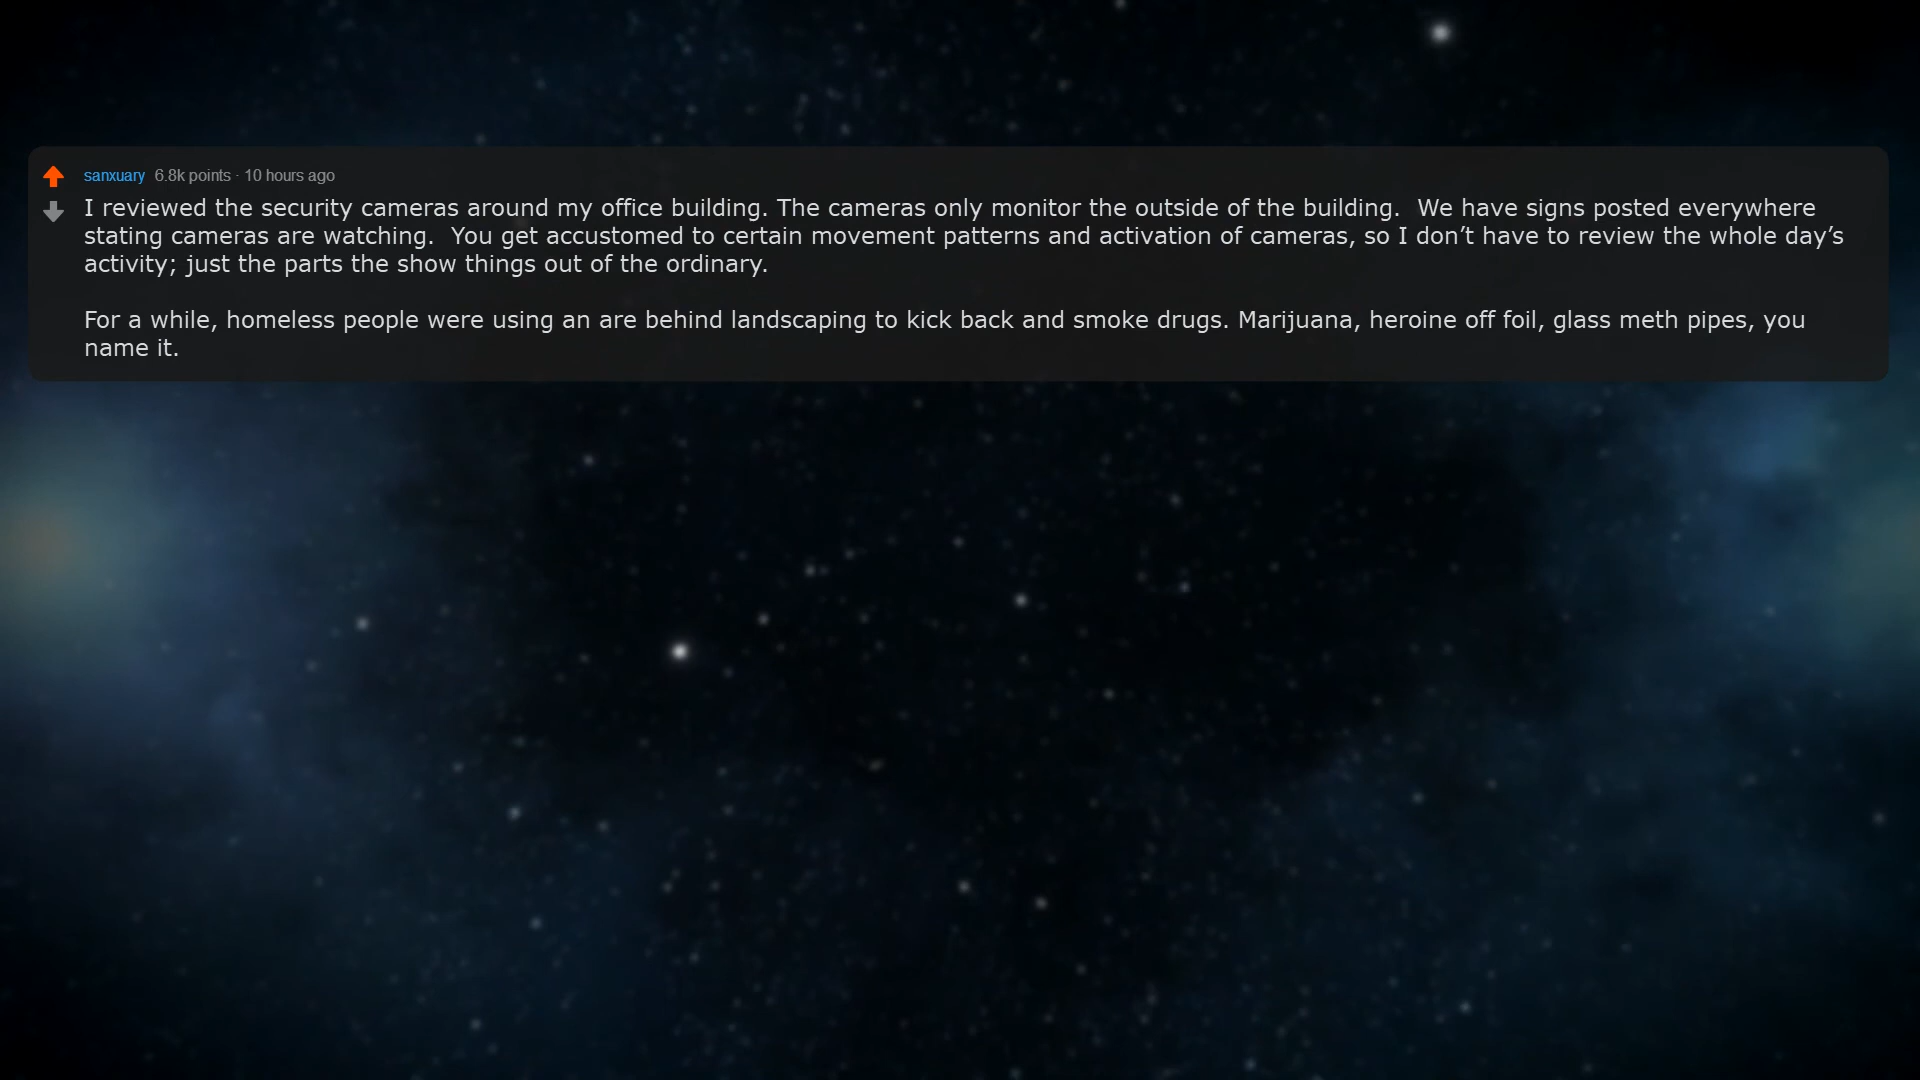 sanxuary 6.8k points · 10 hours ago
I reviewed the security cameras around my office building. The cameras only monitor the outside of the building.  We have signs posted everywhere
stating cameras are watching.  You get accustomed to certain movement patterns and activation of cameras, so I don’t have to review the whole day’s
activity; just the parts the show things out of the ordinary.
For a while, homeless people were using an are behind landscaping to kick back and smoke drugs. Marijuana, heroine off foil, glass meth pipes, you
name it.